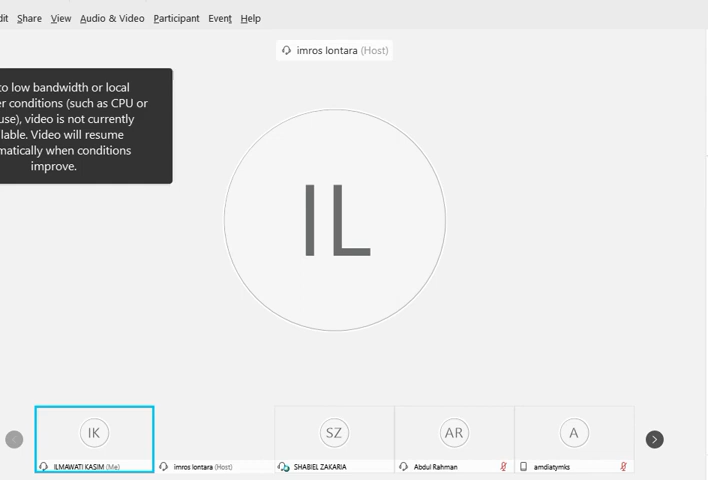 dit Share View Audio & Video Participant Event Help
imros lontara (Host)
to low bandwidth or local
er conditions (such as CPU or
use), video is not currently
lable. Video will resume
matically when conditions
improve.
IL
IK
SZ
AR
A
ILMAWATI KASIM (Me)
imros lontara (Host)
SHABIEL ZAKARIA
Abdul Rahman
amdiatymks